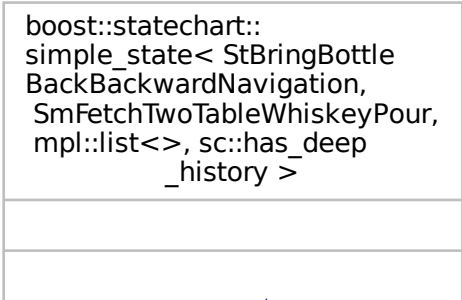 boost::statechart::
simple_state< StBringBottle
BackBackwardNavigation,
SmFetchTwoTableWhiskeyPour,
mpl::list<>, sc::has_deep
_history >